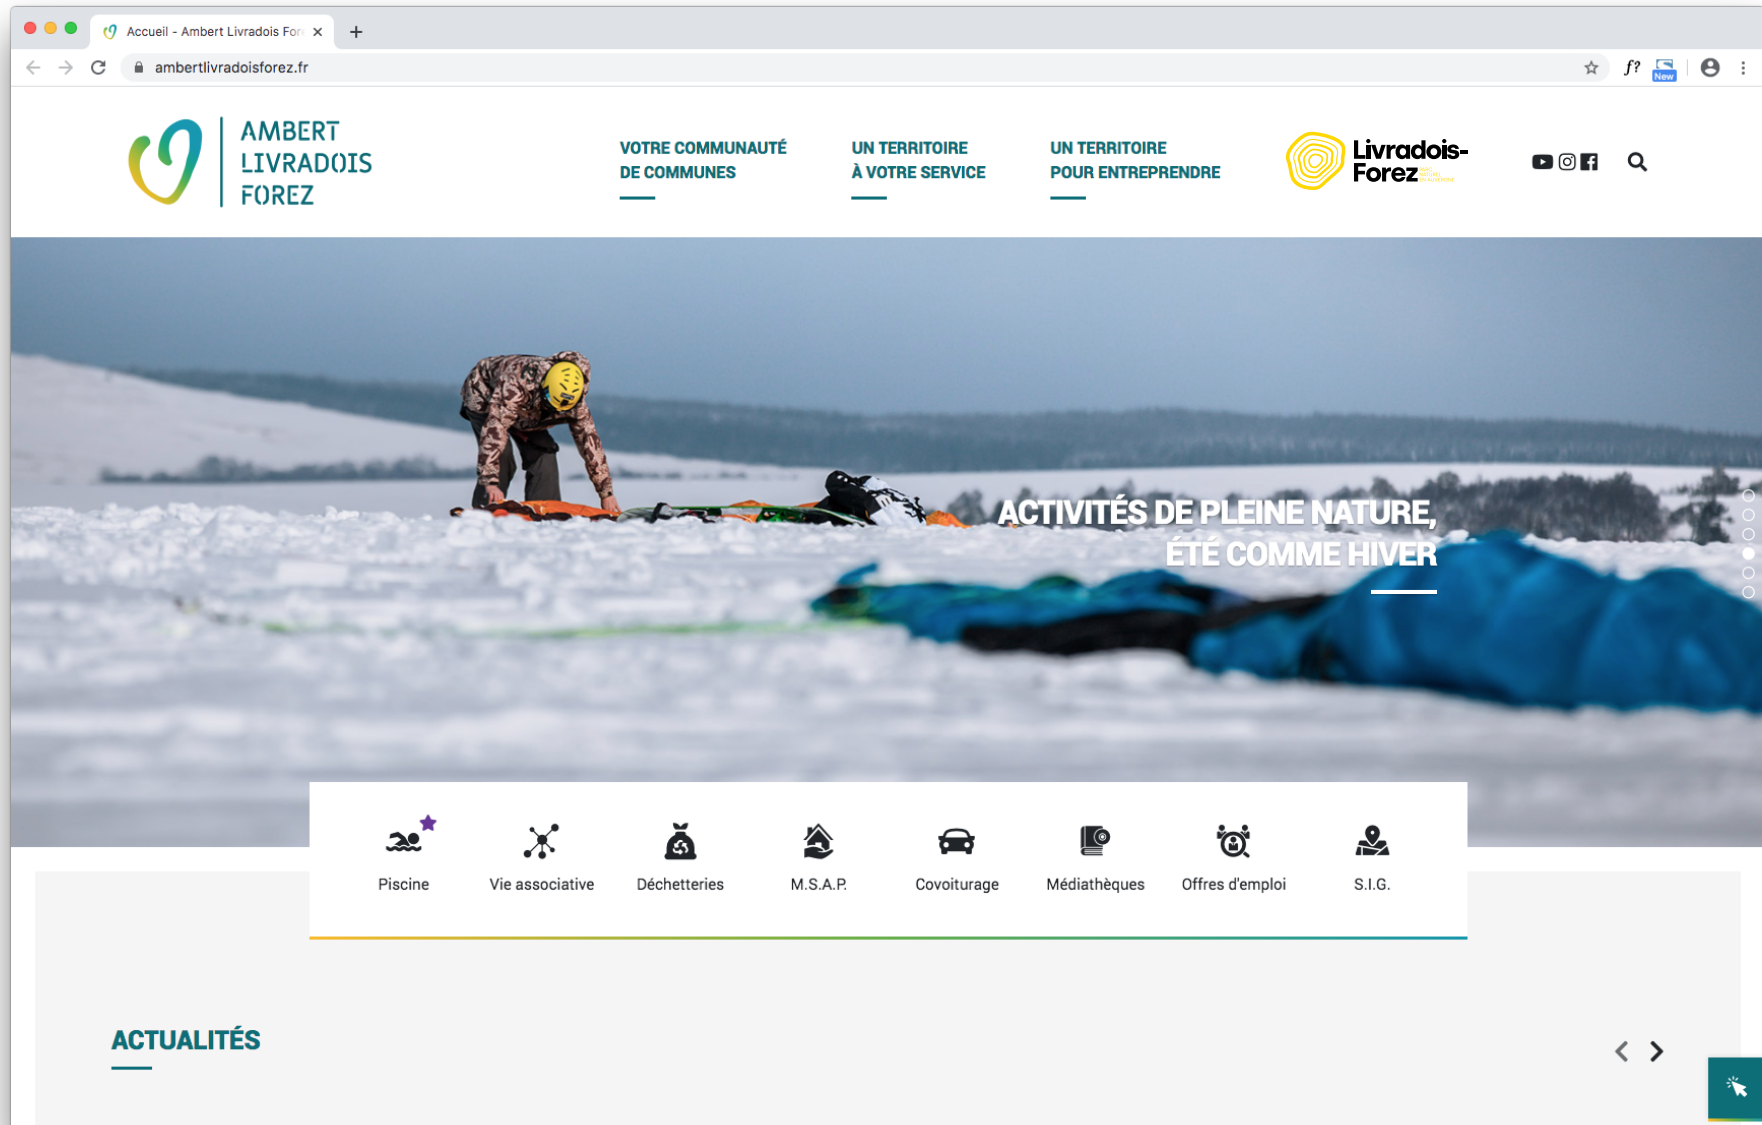 Accueil - Ambert Livradois For
ambertlivradoisforez.fr
f?
New
AMBERT
LIVRADOIS
FOREZ
VOTRE COMMUNAUTÉ
DE COMMUNES
UN TERRITOIRE
À VOTRE SERVICE
UN TERRITOIRE
POUR ENTREPRENDRE
Livradois-
Forez
ACTIVITÉS DE PLEINE NATURE,
ÉTÉ COMME HIVER
Piscine
Vie associative
Déchetteries
M.S.A.P.
Covoiturage
Médiathèques
Offres d'emploi
S.I.G.
ACTUALITÉS